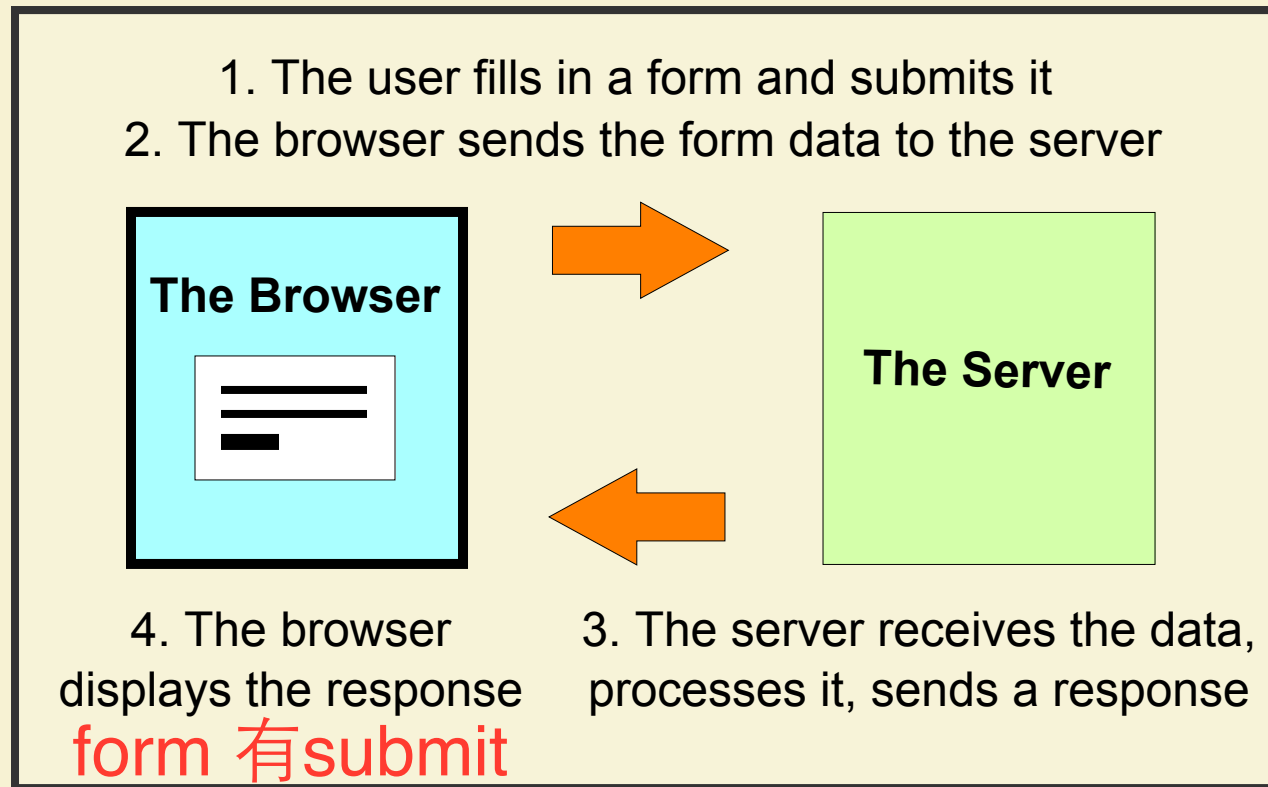 1. The user fills in a form and submits it
2. The browser sends the form data to the server
The Browser
The Server
4. The browser
displays the response
3. The server receives the data,
processes it, sends a response
form 有submit